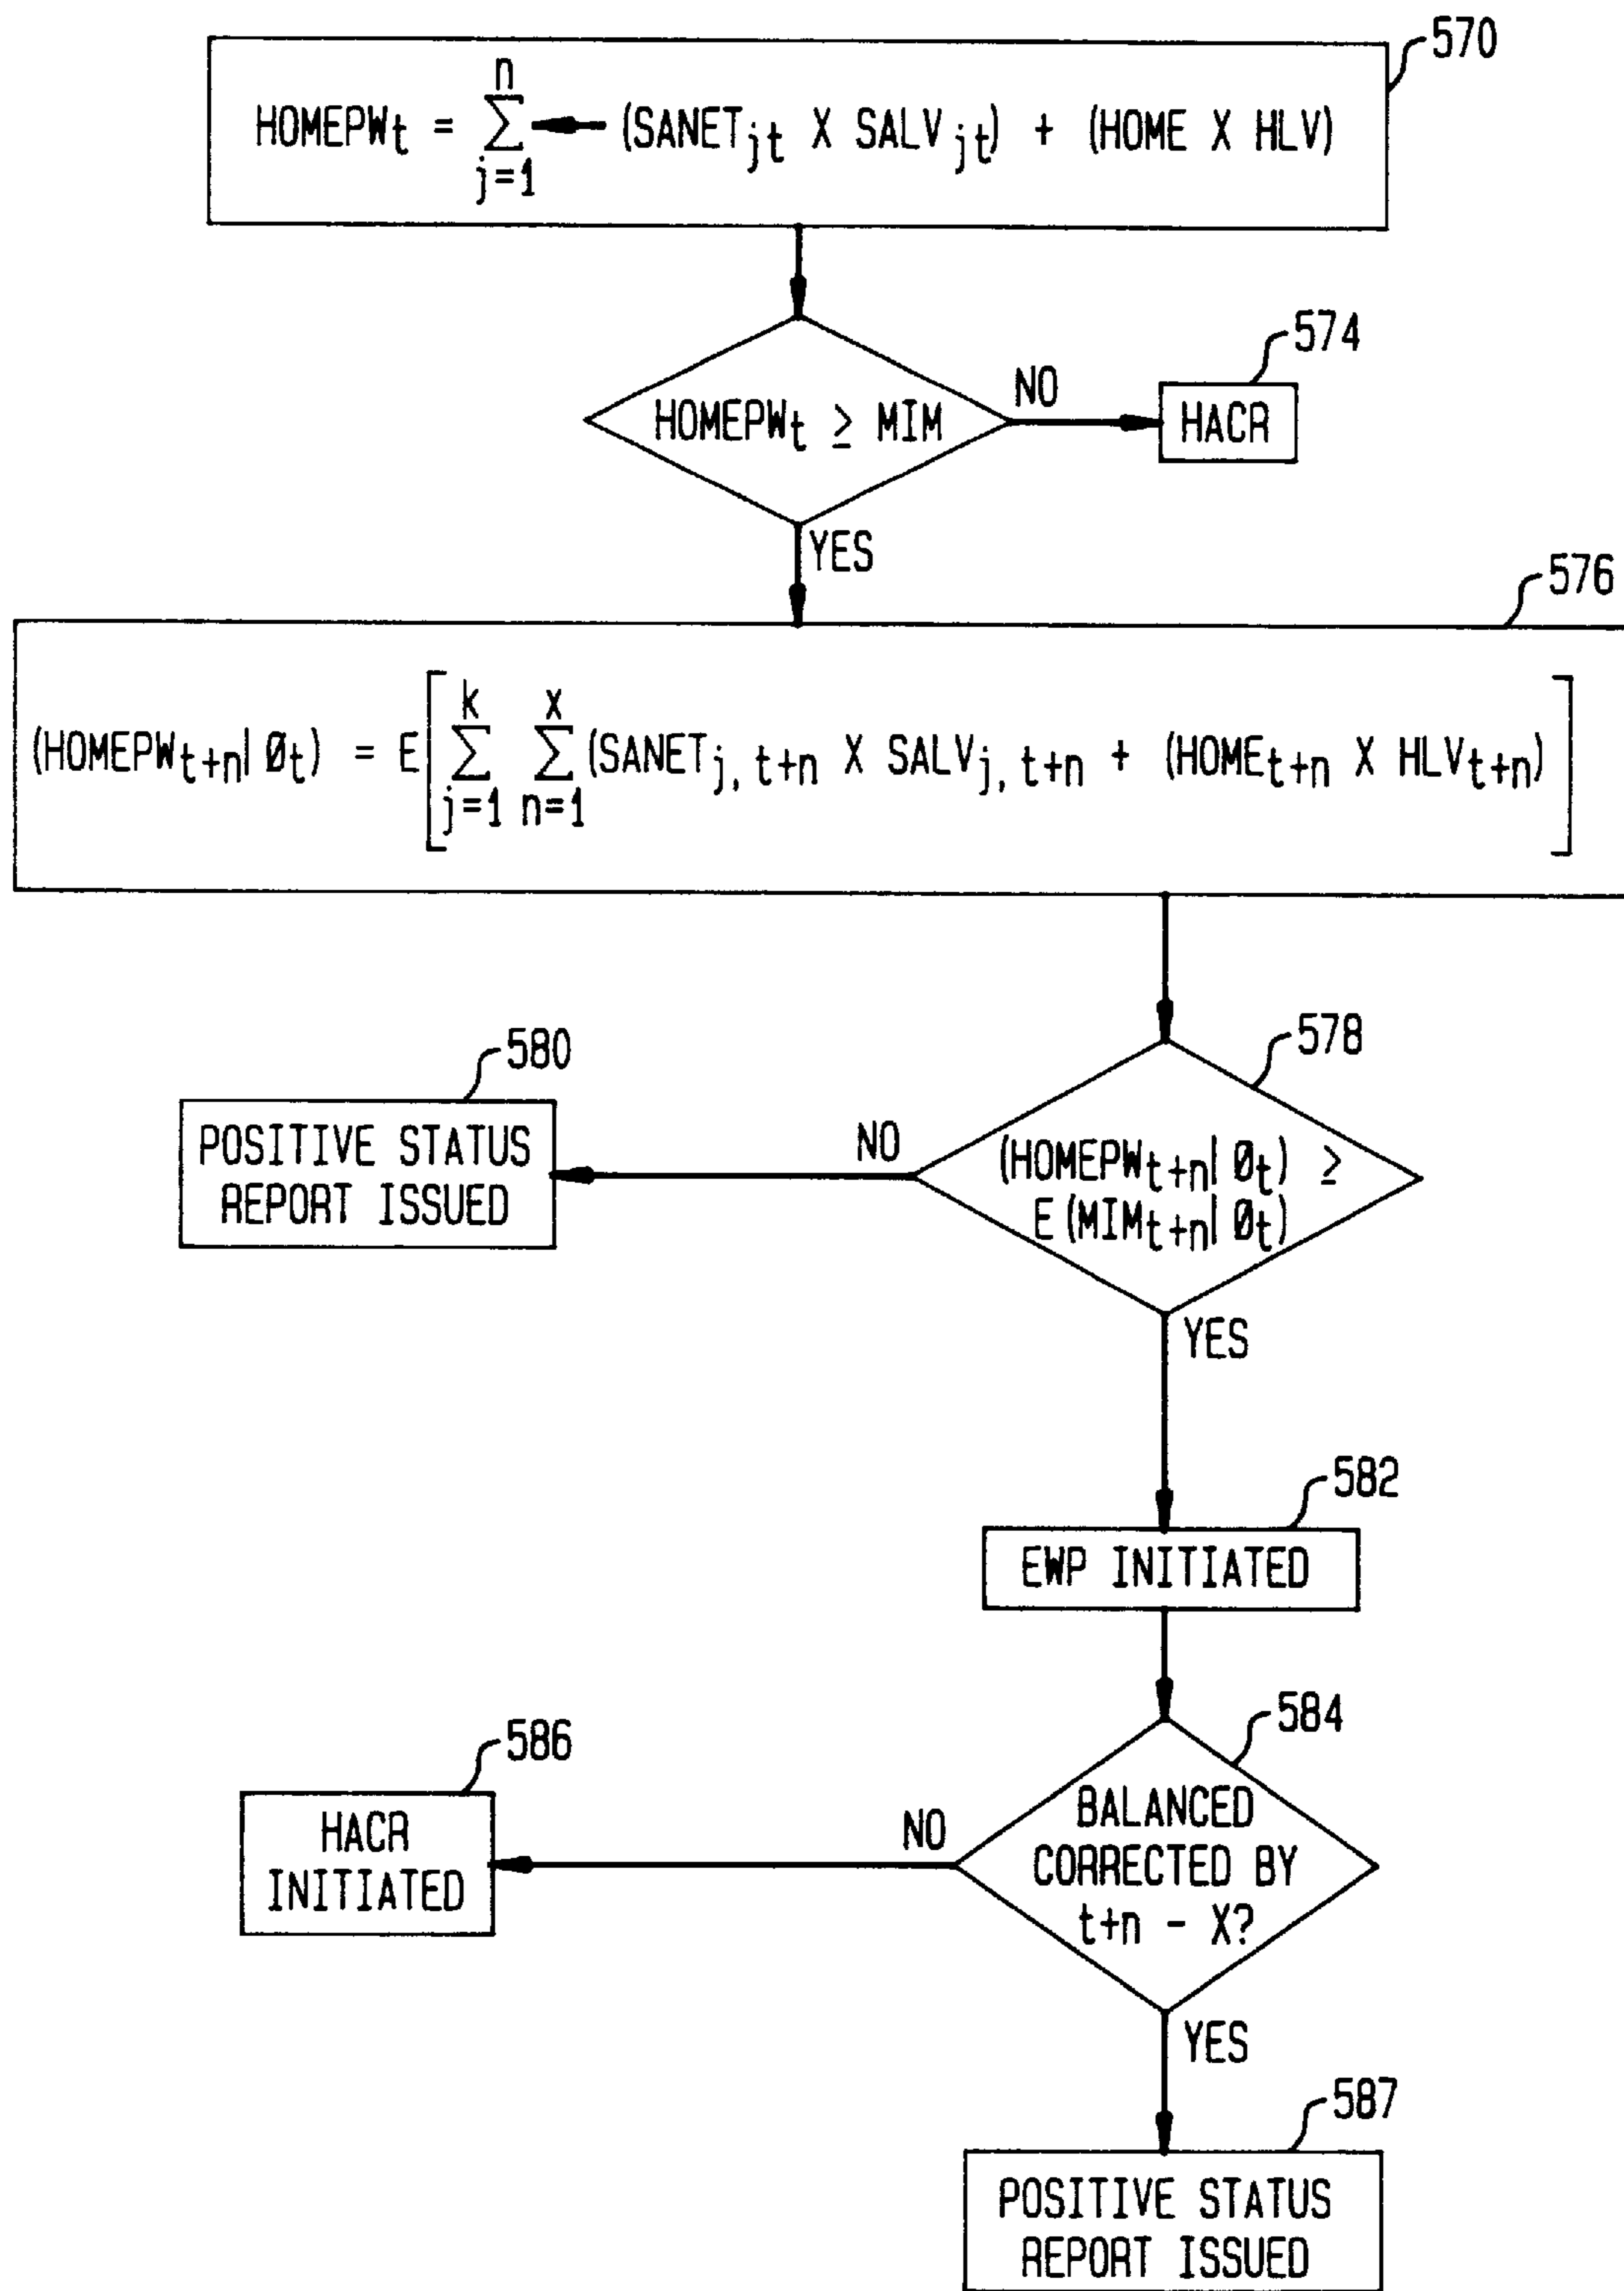 570
HOMEPWt = n∑j=1 ← (SANETjt X SALVjt) + (HOME X HLV)
574
HOMEPWt ≥ MIM
NO
HACR
YES
576
(HOMEPWt+n| Øt) = E[k∑j=1 x∑n=1 (SANETj, t+n X SALVj, t+n + (HOMEt+n X HLVt+n)]
578
580
(HOMEPWt+n| Øt) ≥
E (MIMt+n| Øt)
NO
POSITIVE STATUS
REPORT ISSUED
YES
582
EWP INITIATED
584
586
BALANCED
CORRECTED BY
t+n - X?
NO
HACR
INITIATED
YES
587
POSITIVE STATUS
REPORT ISSUED